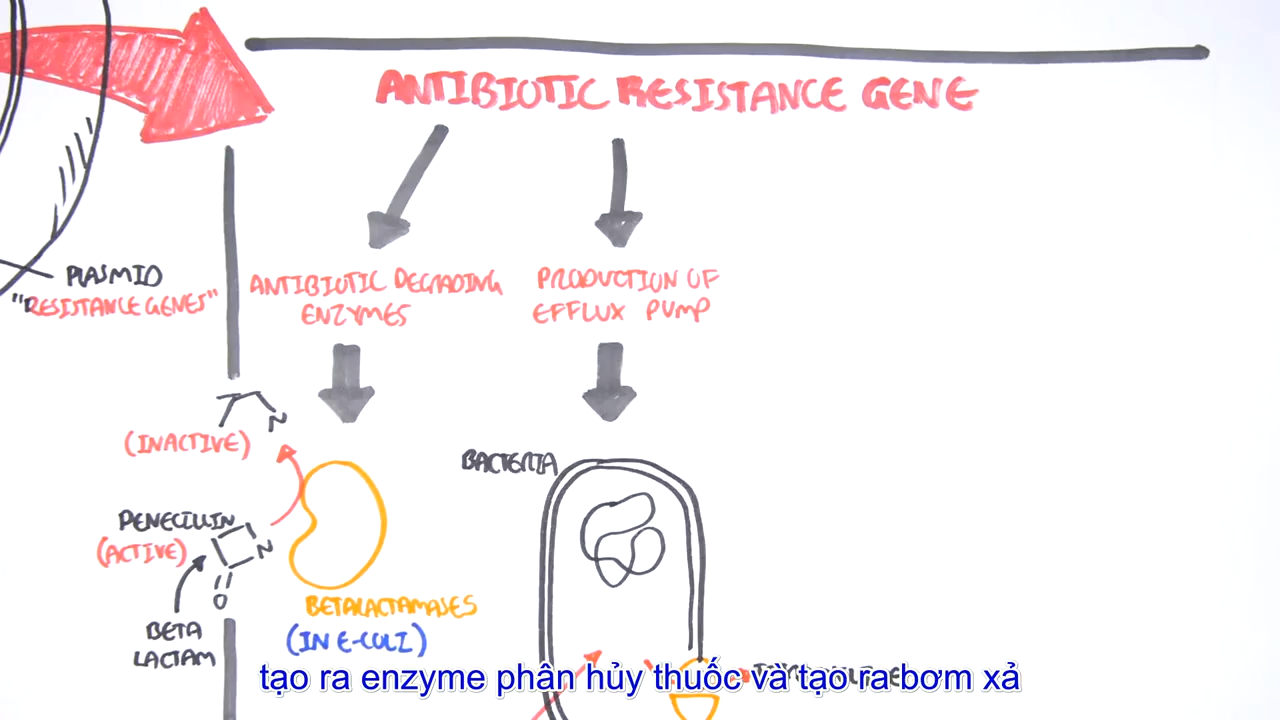 ANTIBIOTIC RESISTANCE GENE
PLASMID
"RESISTANCE GENES"
ANTIBIOTIC DEGRADING
ENZYMES
PRODUCTION OF
EFFLUX PUMP
N
(INACTIVE)
PENECILLIN
(ACTIVE)
N
O
BETA
LACTAM
BETALACTAMASES
(IN E-COLI)
BACTERIA
tạo ra enzyme phân hủy thuốc và tạo ra bơm xả